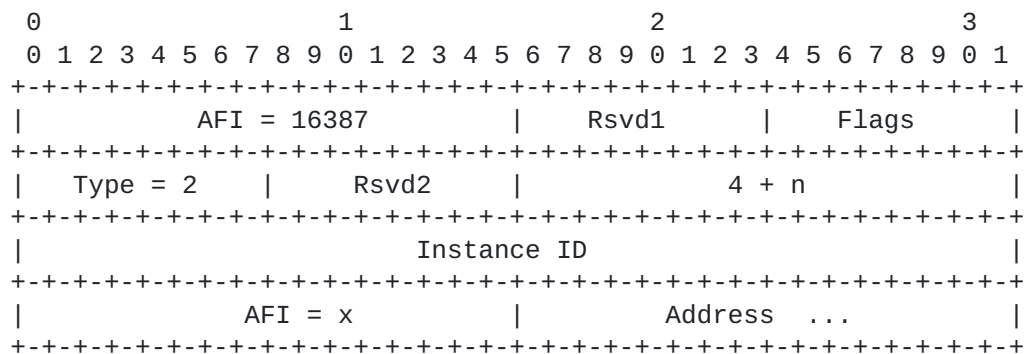 0                   1                   2                   3
 0 1 2 3 4 5 6 7 8 9 0 1 2 3 4 5 6 7 8 9 0 1 2 3 4 5 6 7 8 9 0 1
+-+-+-+-+-+-+-+-+-+-+-+-+-+-+-+-+-+-+-+-+-+-+-+-+-+-+-+-+-+-+-+-+
|           AFI = 16387         |    Rsvd1      |    Flags      |
+-+-+-+-+-+-+-+-+-+-+-+-+-+-+-+-+-+-+-+-+-+-+-+-+-+-+-+-+-+-+-+-+
|   Type = 2    |     Rsvd2     |             4 + n             |
+-+-+-+-+-+-+-+-+-+-+-+-+-+-+-+-+-+-+-+-+-+-+-+-+-+-+-+-+-+-+-+-+
|                         Instance ID                           |
+-+-+-+-+-+-+-+-+-+-+-+-+-+-+-+-+-+-+-+-+-+-+-+-+-+-+-+-+-+-+-+-+
|              AFI = x          |         Address  ...          |
+-+-+-+-+-+-+-+-+-+-+-+-+-+-+-+-+-+-+-+-+-+-+-+-+-+-+-+-+-+-+-+-+